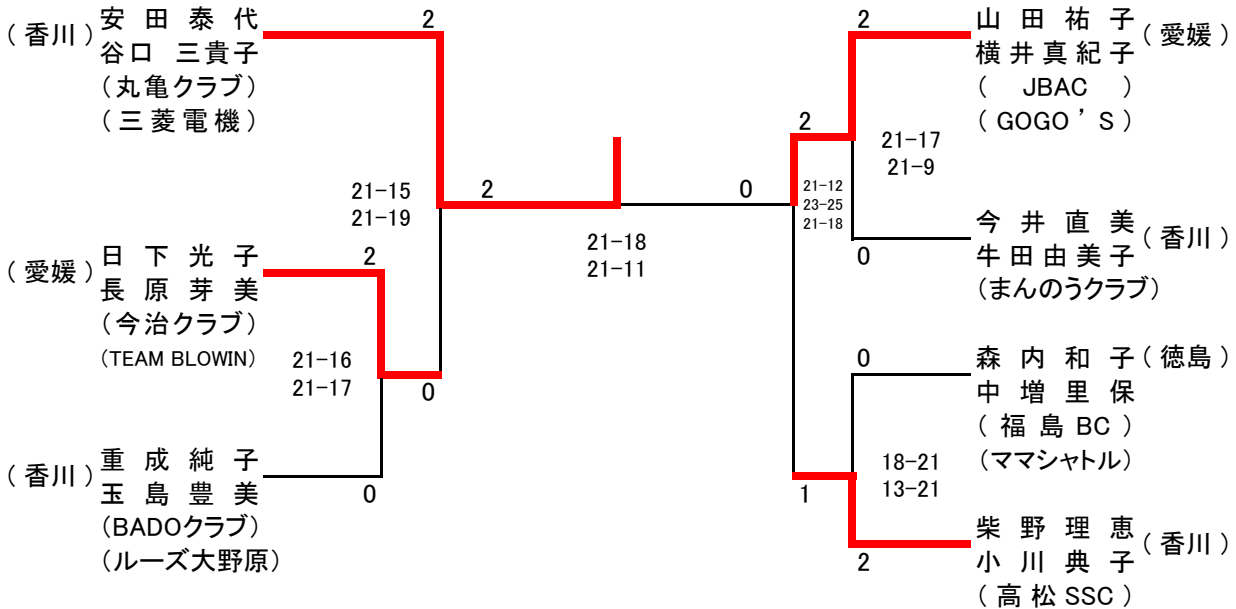 (香川)
安田泰代
谷口 三貴子
(丸亀クラブ)
(三菱電機)
2
21-15
21-19
2
(愛媛)
日下光子
長原芽美
(今治クラブ)
(TEAM BLOWIN)
2
21-16
21-17
0
(香川)
重成純子
玉島豊美
(BADOクラブ)
(ルーズ大野原)
0
21-18
21-11
0
2
山田祐子
横井真紀子
(JBAC)
(GOGO’S)
(愛媛)
2
21-17
21-9
21-12
23-25
21-18
0
今井直美
牛田由美子
(まんのうクラブ)
(香川)
0
森内和子
中増里保
(福島BC)
(ママシャトル)
(徳島)
18-21
13-21
1
2
柴野理恵
小川典子
(高松SSC)
(香川)